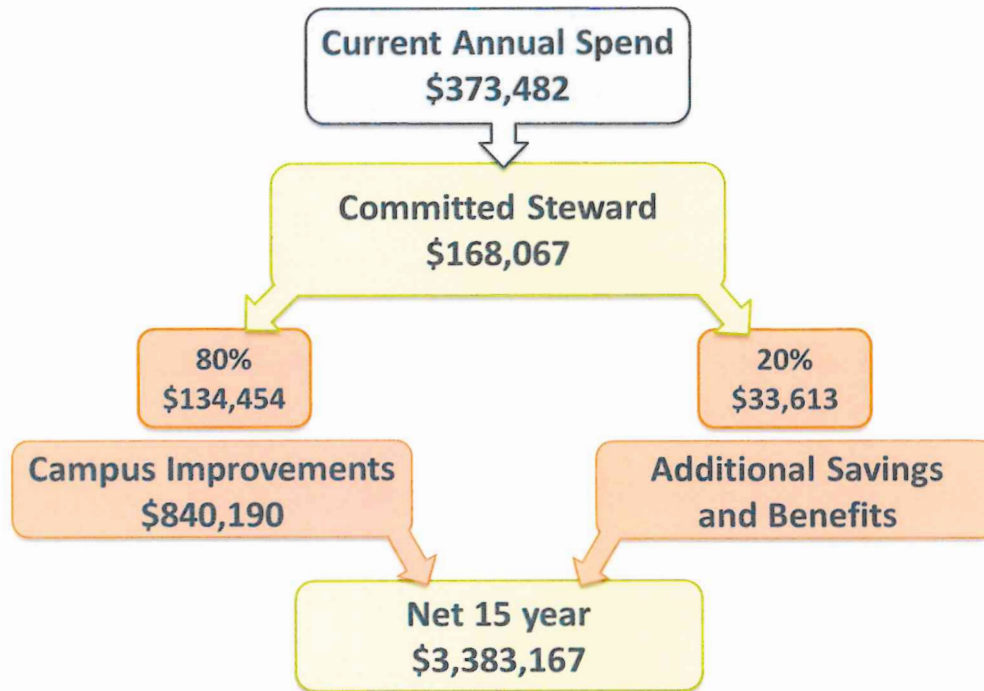 Current Annual Spend
$373,482
Committed Steward
$168,067
80%
$134,454
20%
$33,613
Campus Improvements
$840,190
Additional Savings
and Benefits
Net 15 year
$3,383,167